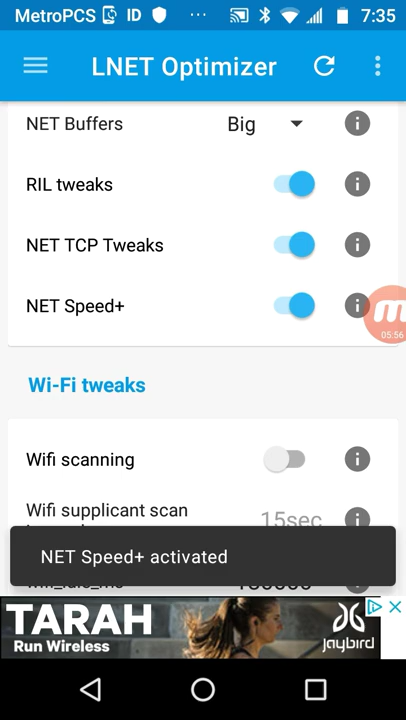 MetroPCS ID ... 7:35
LNET Optimizer
NET Buffers Big
RIL tweaks
NET TCP Tweaks
NET Speed+
05:56
Wi-Fi tweaks
Wifi scanning
Wifi supplicant scan
15sec
NET Speed+ activated
TARAH
Run Wireless
jaybird